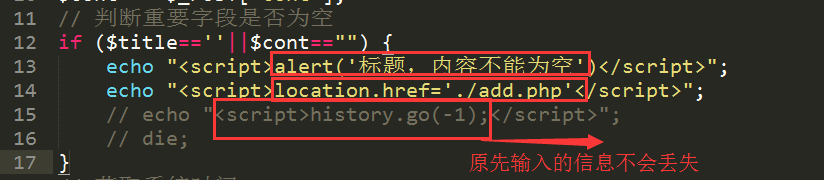 11 // 判断重要字段是否为空
12 if ($title==''||$cont=="") {
13 echo "<script>alert('标题，内容不能为空')</script>";
14 echo "<script>location.href='./add.php'</script>";
15 // echo "<script>history.go(-1);</script>";
16 // die;
17 }
原先输入的信息不会丢失